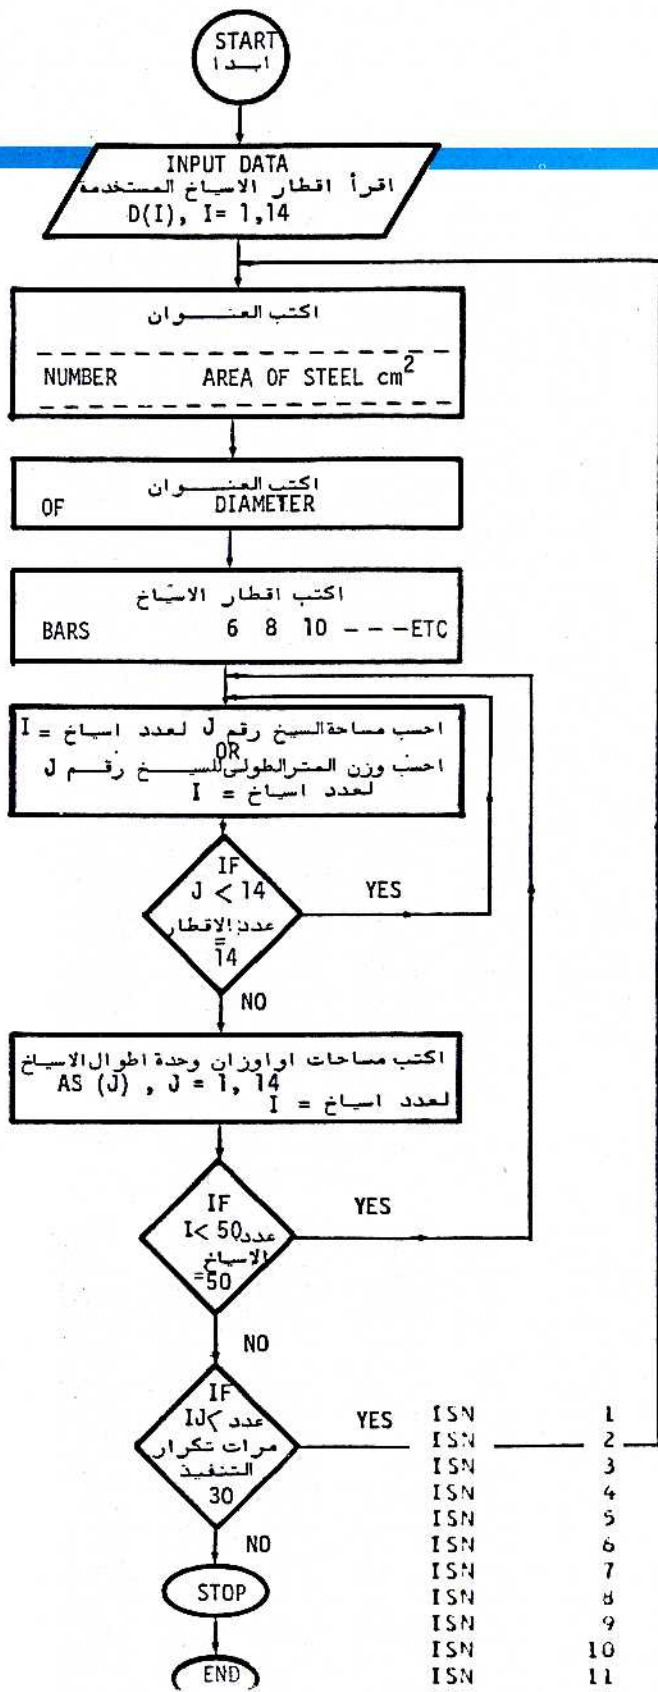 START
ابدا
INPUT DATA
اقرأ اقطار الاسياخ المستخدمة
D(I), I= 1,14
اكتب العنــــوان
NUMBER AREA OF STEEL cm²
اكتب العنــــوان
OF DIAMETER
اكتب اقطار الاسياخ
BARS 6 8 10 ---ETC
احسب مساحة السيخ رقم J لعدد اسياخ = I
OR
احسب وزن المتر الطولى للسيــخ رقــم J
لعدد اسياخ = I
IF
J < 14
عدد الاقطار
=
14
YES
NO
اكتب مساحات او اوزان وحدة اطوال الاسياخ
AS (J) , J = 1, 14
لعدد اسياخ = I
IF
I< 50 عدد
الاسياخ
=50
YES
NO
IF
IJ< عدد
مرات تكرار
التنفيذ
30
YES
NO
STOP
END
ISN 1
ISN 2
ISN 3
ISN 4
ISN 5
ISN 6
ISN 7
ISN 8
ISN 9
ISN 10
ISN 11